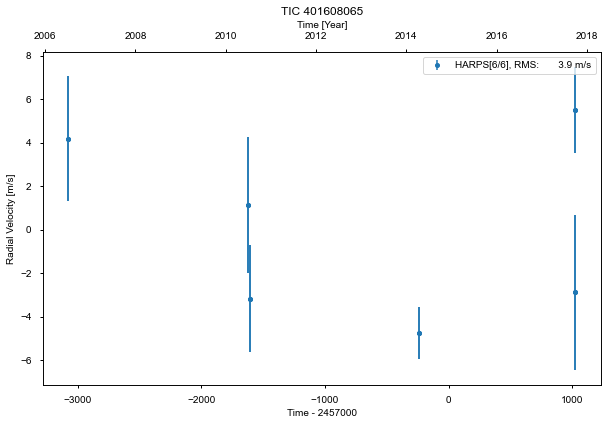 TIC 401608065
Time [Year]
2006 2008 2010 2012 2014 2016 2018
HARPS[6/6], RMS: 3.9 m/s
8
6
4
2
0
−2
−4
−6
Radial Velocity [m/s]
−3000 −2000 −1000 0 1000
Time - 2457000